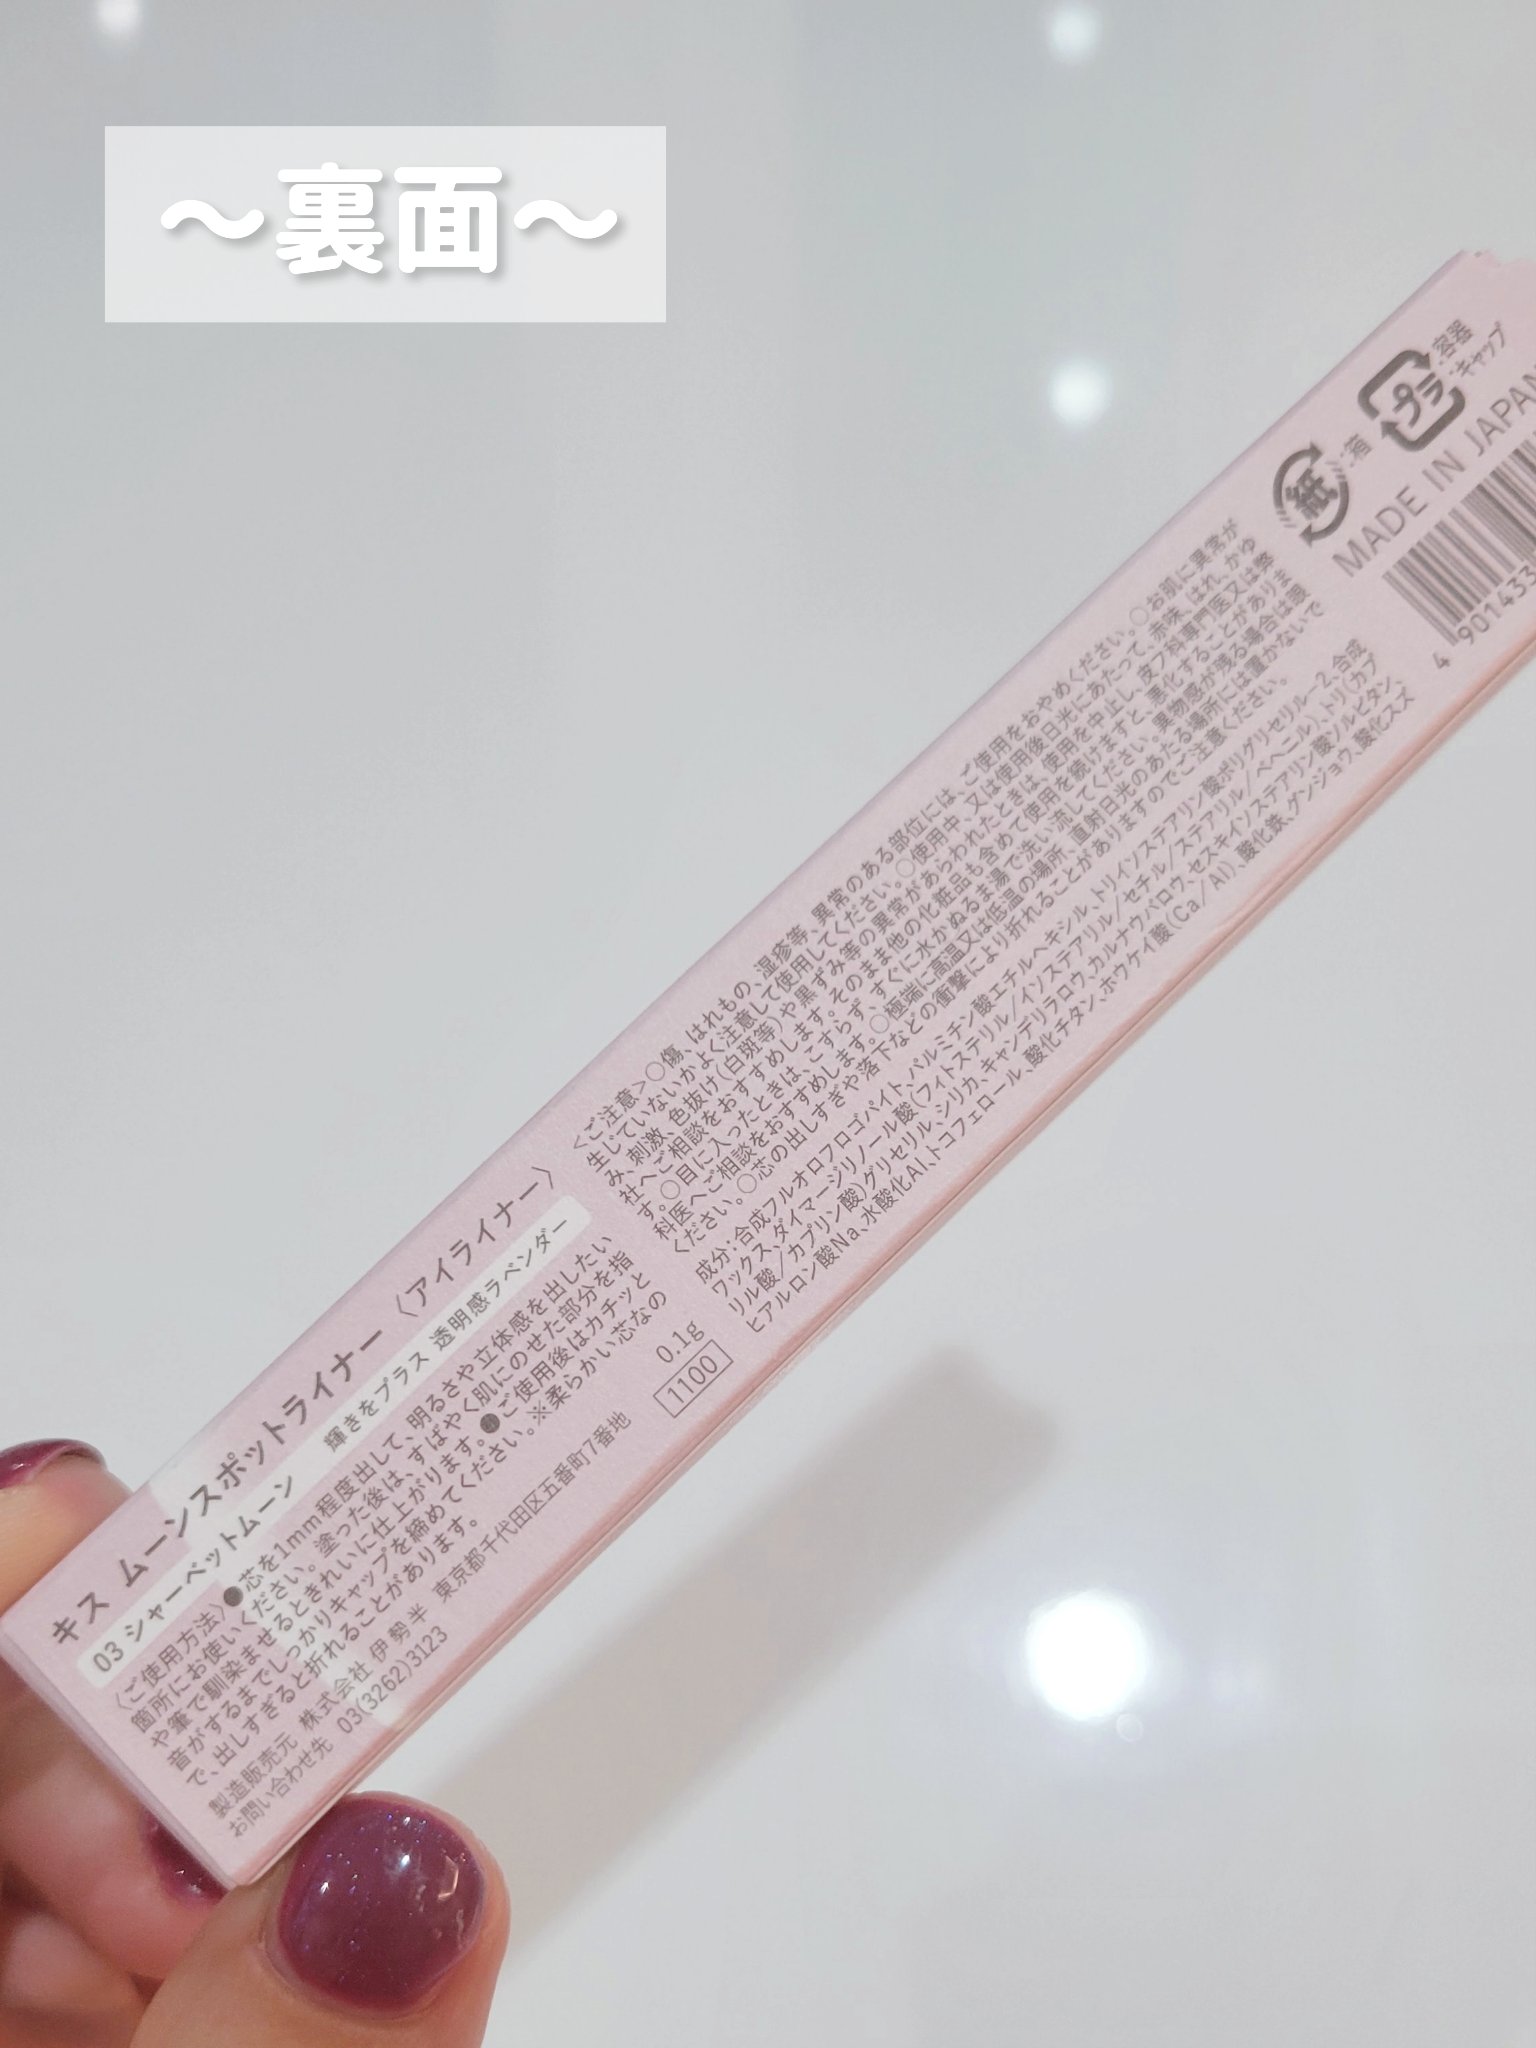 〜裏面〜
キス ムーンスポットライナー 〈アイライナー〉
03 シャーベットムーン 輝きをプラス 透明感ラベンダー
〈ご使用方法〉●芯を1mm程度出して、明るさや立体感を出したい
箇所にお使いください。塗った後は、すばやく肌にのせた部分を指
や筆で馴染ませるときれいに仕上がります。●ご使用後はカチッと
音がするまでしっかりキャップを締めてください。※柔らかい芯なの
で、出しすぎると折れることがあります。
製造販売元 株式会社 伊勢半 東京都千代田区五番町7番地
お問い合わせ先 03(3262)3123
0.1g
1100
〈ご注意〉○傷、はれもの、湿疹等、異常のある部位には、ご使用をおやめください。○お肌に異常が
生じていないかよく注意して使用してください。○使用中、又は使用後日光にあたって、赤味、はれ、かゆ
み、刺激、色抜け(白斑等)や黒ずみ等の異常があらわれたときは、使用を中止し、皮フ科専門医又は弊
社へご相談をおすすめします。そのまま他の化粧品も含めて使用を続けますと、悪化することがありま
す。○目に入ったときは、こすらず、すぐに水かぬるま湯で洗い流してください。異物感が残る場合は眼
科医へご相談をおすすめします。○極端に高温又は低温の場所、直射日光のあたる場所には置かないで
ください。○芯の出しすぎや落下などの衝撃により折れることがありますのでご注意ください。
成分:合成フルオロフロゴパイト、パルミチン酸エチルヘキシル、トリイソステアリン酸ポリグリセリル-2、合成
ワックス、ダイマージリノール酸(フィトステリル/イソステアリル/セチル/ステアリル/ベヘニル)、トリ(カプ
リル酸/カプリン酸)グリセリル、シリカ、キャンデリラロウ、カルナウバロウ、セスキイソステアリン酸ソルビタン、
ヒアルロン酸Na、水酸化Al、トコフェロール、酸化チタン、ホウケイ酸(Ca/Al)、酸化鉄、グンジョウ、酸化スズ
紙 :箱
プラ :容器
・キャップ
MADE IN JAPAN
4 901433